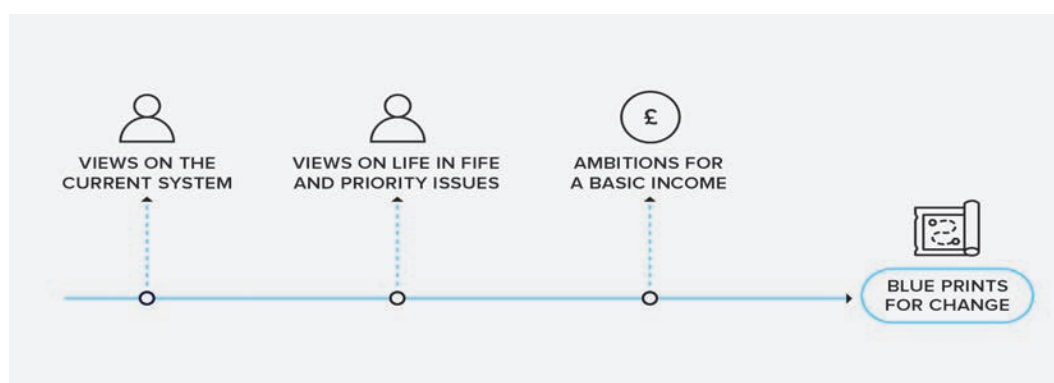 £
VIEWS ON THE
CURRENT SYSTEM
VIEWS ON LIFE IN FIFE
AND PRIORITY ISSUES
AMBITIONS FOR
A BASIC INCOME
BLUE PRINTS
FOR CHANGE